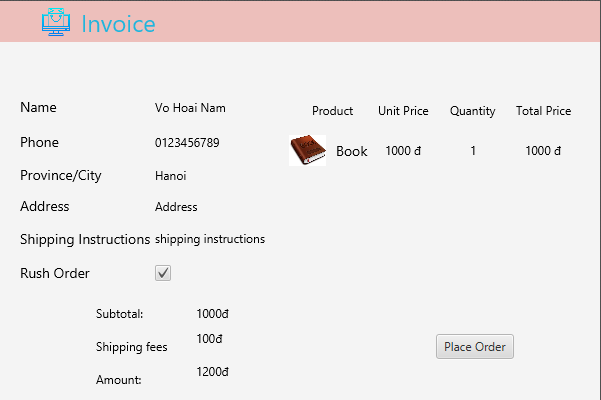 Invoice
Name Vo Hoai Nam
Phone 0123456789
Province/City Hanoi
Address Address
Shipping Instructions shipping instructions
Rush Order
Product Unit Price Quantity Total Price
Book 1000 đ 1 1000 đ
Subtotal: 1000đ
Shipping fees 100đ
Amount: 1200đ
Place Order